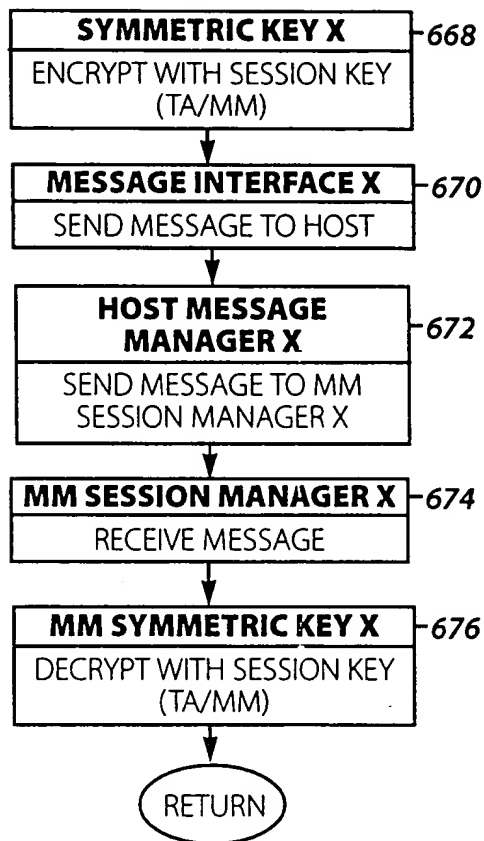 SYMMETRIC KEY X
668
ENCRYPT WITH SESSION KEY
(TA/MM)
MESSAGE INTERFACE X
670
SEND MESSAGE TO HOST
HOST MESSAGE
MANAGER X
672
SEND MESSAGE TO MM
SESSION MANAGER X
MM SESSION MANAGER X
674
RECEIVE MESSAGE
MM SYMMETRIC KEY X
676
DECRYPT WITH SESSION KEY
(TA/MM)
RETURN